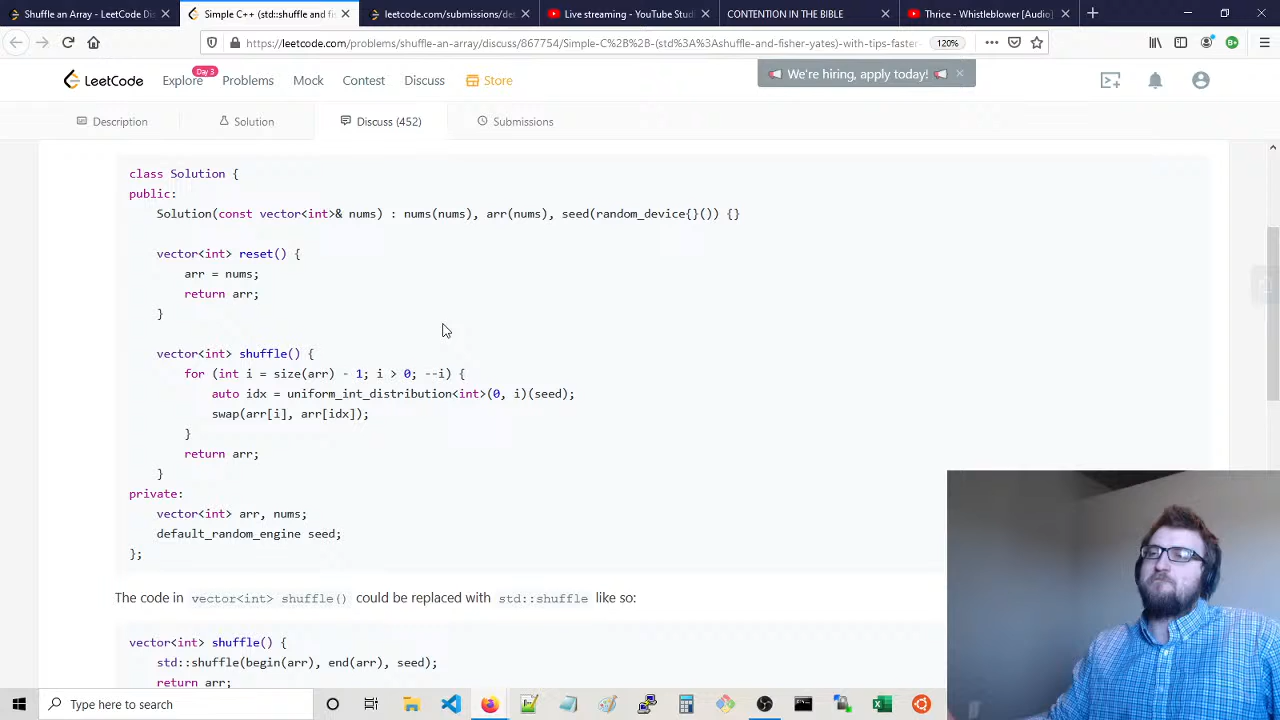 LeetCode Dis
Simple C++ (std::shuffle and fi
leetcode.com/submissions/de
Live streaming - YouTube Studi
CONTENTION IN THE BIBLE
Thrice - Whistleblower [Audio]
https://leetcode.com/problems/shuffle-an-array/discuss/867754/Simple-C%2B%2B-(std%3A%3Ashuffle-and-fisher-yates)-with-tips-faster-
120%
LeetCode
Explore
Day 3
Problems
Mock
Contest
Discuss
Store
We're hiring, apply today!
Description
Solution
Discuss (452)
Submissions
class Solution {
public:
Solution(const vector<int>& nums) : nums(nums), arr(nums), seed(random_device{}()) {}
vector<int> reset() {
arr = nums;
return arr;
}
vector<int> shuffle() {
for (int i = size(arr) - 1; i > 0; --i) {
auto idx = uniform_int_distribution<int>(0, i)(seed);
swap(arr[i], arr[idx]);
}
return arr;
}
private:
vector<int> arr, nums;
default_random_engine seed;
};
The code in vector<int> shuffle() could be replaced with std::shuffle like so:
vector<int> shuffle() {
std::shuffle(begin(arr), end(arr), seed);
return arr;
Type here to search